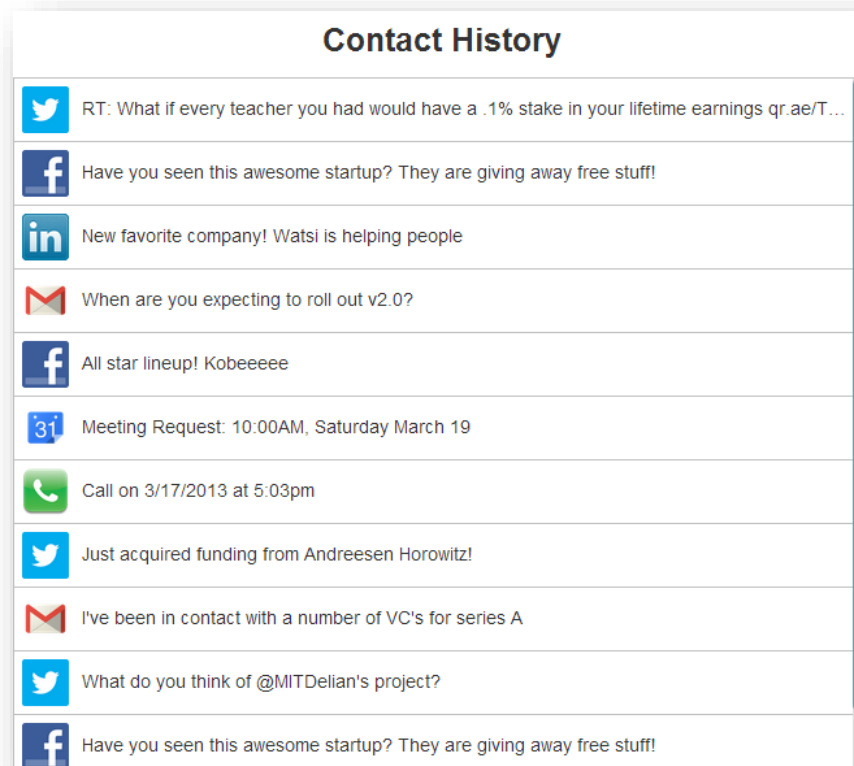 Contact History
RT: What if every teacher you had would have a .1% stake in your lifetime earnings qr.ae/T...
Have you seen this awesome startup? They are giving away free stuff!
in New favorite company! Watsi is helping people
When are you expecting to roll out v2.0?
All star lineup! Kobeeeee
31 Meeting Request: 10:00AM, Saturday March 19
Call on 3/17/2013 at 5:03pm
Just acquired funding from Andreesen Horowitz!
I've been in contact with a number of VC's for series A
What do you think of @MITDelian's project?
Have you seen this awesome startup? They are giving away free stuff!